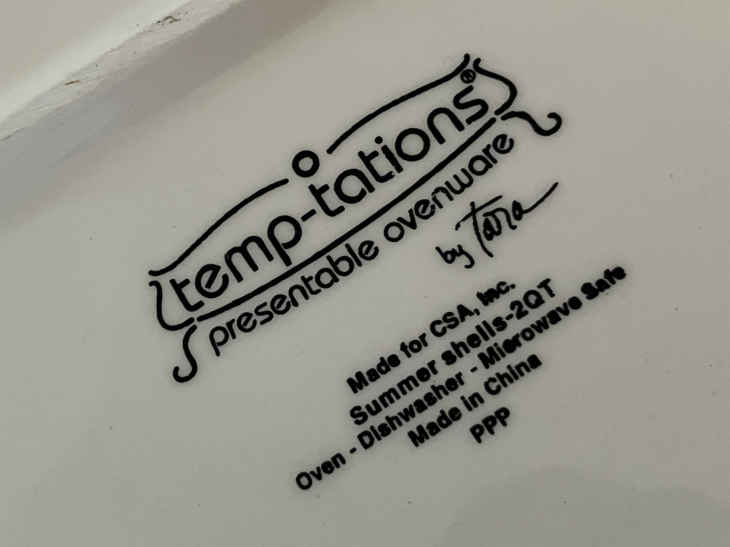 temp-tations®
presentable ovenware
by Tara
Made for CSA, Inc.
Summer shells-2QT
Oven - Dishwasher - Microwave Safe
Made in China
PPP